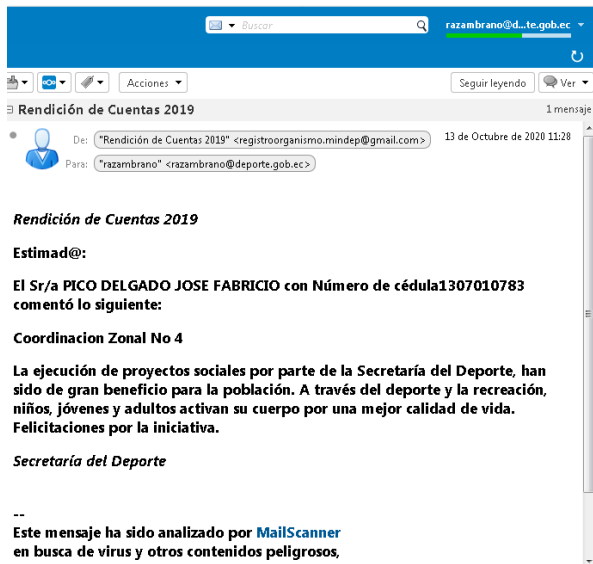 Buscar
razambrano@d...te.gob.ec
Acciones
Seguir leyendo
Ver
Rendición de Cuentas 2019
1 mensaje
De: "Rendición de Cuentas 2019" <registroorganismo.mindep@gmail.com>
13 de Octubre de 2020 11:28
Para: "razambrano" <razambrano@deporte.gob.ec>
Rendición de Cuentas 2019
Estimad@:
El Sr/a PICO DELGADO JOSE FABRICIO con Número de cédula1307010783
comentó lo siguiente:
Coordinacion Zonal No 4
La ejecución de proyectos sociales por parte de la Secretaría del Deporte, han
sido de gran beneficio para la población. A través del deporte y la recreación,
niños, jóvenes y adultos activan su cuerpo por una mejor calidad de vida.
Felicitaciones por la iniciativa.
Secretaría del Deporte
--
Este mensaje ha sido analizado por MailScanner
en busca de virus y otros contenidos peligrosos,